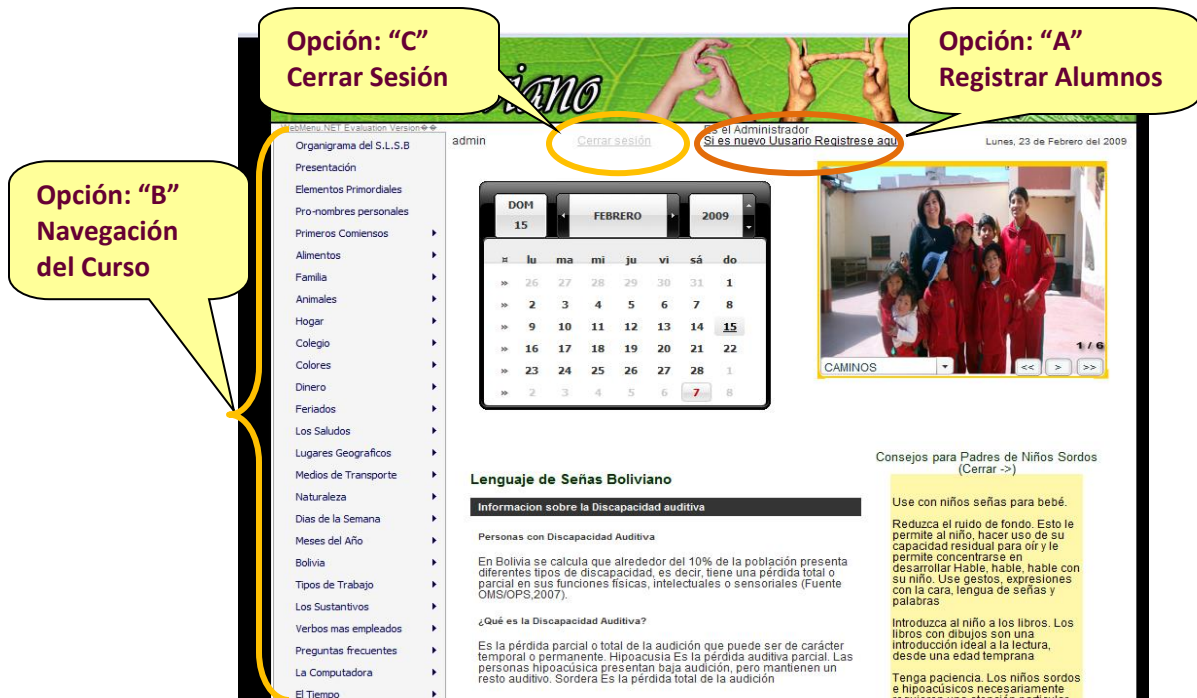 Opción: “C”
Cerrar Sesión
Opción: “A”
Registrar Alumnos
Opción: “B”
Navegación
del Curso
WebMenu.NET Evaluation Version
admin
Cerrar sesión
Es el Administrador
Si es nuevo Uusario Registrese aqui
Lunes, 23 de Febrero del 2009
Organigrama del S.L.S.B
Presentación
Elementos Primordiales
Pro-nombres personales
Primeros Comiensos
Alimentos
Familia
Animales
Hogar
Colegio
Colores
Dinero
Feriados
Los Saludos
Lugares Geograficos
Medios de Transporte
Naturaleza
Dias de la Semana
Meses del Año
Bolivia
Tipos de Trabajo
Los Sustantivos
Verbos mas empleados
Preguntas frecuentes
La Computadora
El Tiempo
DOM
15
FEBRERO
2009
¤ lu ma mi ju vi sá do
» 26 27 28 29 30 31 1
» 2 3 4 5 6 7 8
» 9 10 11 12 13 14 15
» 16 17 18 19 20 21 22
» 23 24 25 26 27 28 1
» 2 3 4 5 6 7 8
1 / 6
CAMINOS
<< > >>
Lenguaje de Señas Boliviano
Informacion sobre la Discapacidad auditiva
Personas con Discapacidad Auditiva
En Bolivia se calcula que alrededor del 10% de la población presenta
diferentes tipos de discapacidad, es decir, tiene una pérdida total o
parcial en sus funciones físicas, intelectuales o sensoriales (Fuente
OMS/OPS,2007).
¿Qué es la Discapacidad Auditiva?
Es la pérdida parcial o total de la audición que puede ser de carácter
temporal o permanente. Hipoacusia Es la pérdida auditiva parcial. Las
personas hipoacúsica presentan baja audición, pero mantienen un
resto auditivo. Sordera Es la pérdida total de la audición
Consejos para Padres de Niños Sordos
(Cerrar ->)
Use con niños señas para bebé.
Reduzca el ruido de fondo. Esto le
permite al niño, hacer uso de su
capacidad residual para oír y le
permite concentrarse en
desarrollar Hable, hable, hable con
su niño. Use gestos, expresiones
con la cara, lengua de señas y
palabras
Introduzca al niño a los libros. Los
libros con dibujos son una
introducción ideal a la lectura,
desde una edad temprana
Tenga paciencia. Los niños sordos
e hipoacúsicos necesariamente